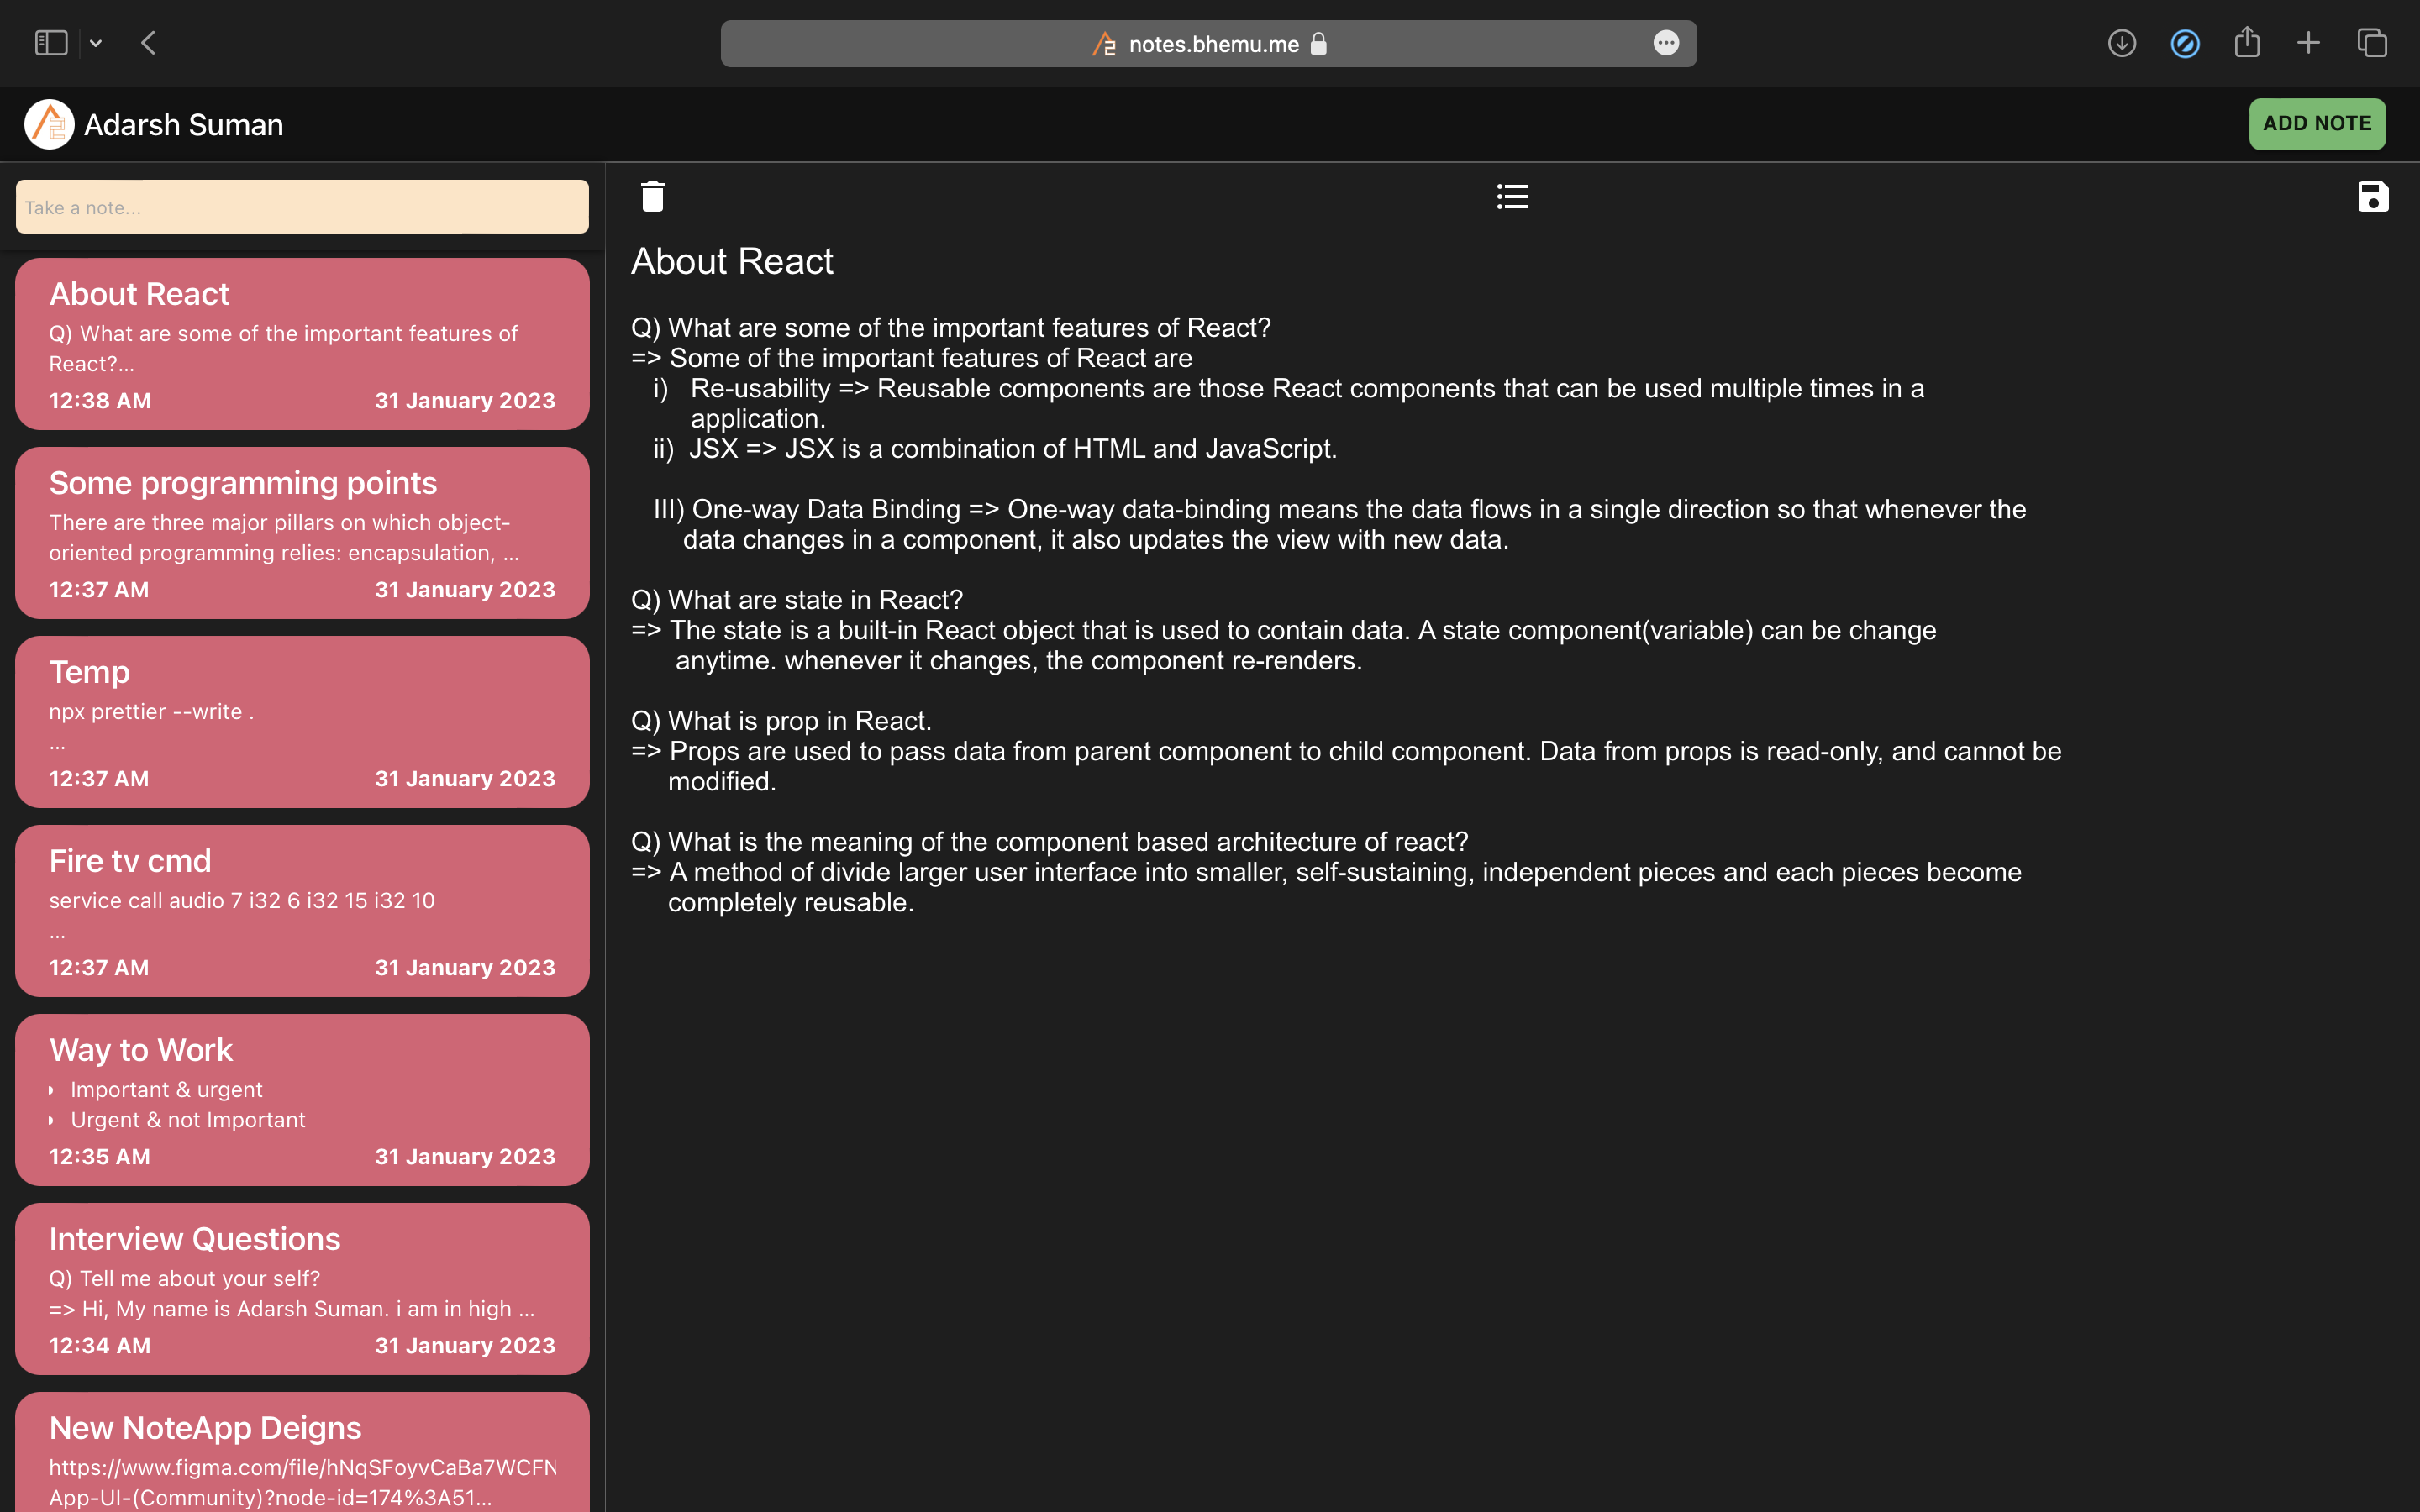 notes.bhemu.me
Adarsh Suman
ADD NOTE
Take a note...
About React
Q) What are some of the important features of
React?...
12:38 AM 31 January 2023
Some programming points
There are three major pillars on which object-
oriented programming relies: encapsulation, ...
12:37 AM 31 January 2023
Temp
npx prettier --write .
...
12:37 AM 31 January 2023
Fire tv cmd
service call audio 7 i32 6 i32 15 i32 10
...
12:37 AM 31 January 2023
Way to Work
• Important & urgent
• Urgent & not Important
12:35 AM 31 January 2023
Interview Questions
Q) Tell me about your self?
=> Hi, My name is Adarsh Suman. i am in high ...
12:34 AM 31 January 2023
New NoteApp Deigns
https://www.figma.com/file/hNqSFoyvCaBa7WCFN
App-UI-(Community)?node-id=174%3A51...
About React
Q) What are some of the important features of React?
=> Some of the important features of React are
i) Re-usability => Reusable components are those React components that can be used multiple times in a
application.
ii) JSX => JSX is a combination of HTML and JavaScript.
III) One-way Data Binding => One-way data-binding means the data flows in a single direction so that whenever the
data changes in a component, it also updates the view with new data.
Q) What are state in React?
=> The state is a built-in React object that is used to contain data. A state component(variable) can be change
anytime. whenever it changes, the component re-renders.
Q) What is prop in React.
=> Props are used to pass data from parent component to child component. Data from props is read-only, and cannot be
modified.
Q) What is the meaning of the component based architecture of react?
=> A method of divide larger user interface into smaller, self-sustaining, independent pieces and each pieces become
completely reusable.